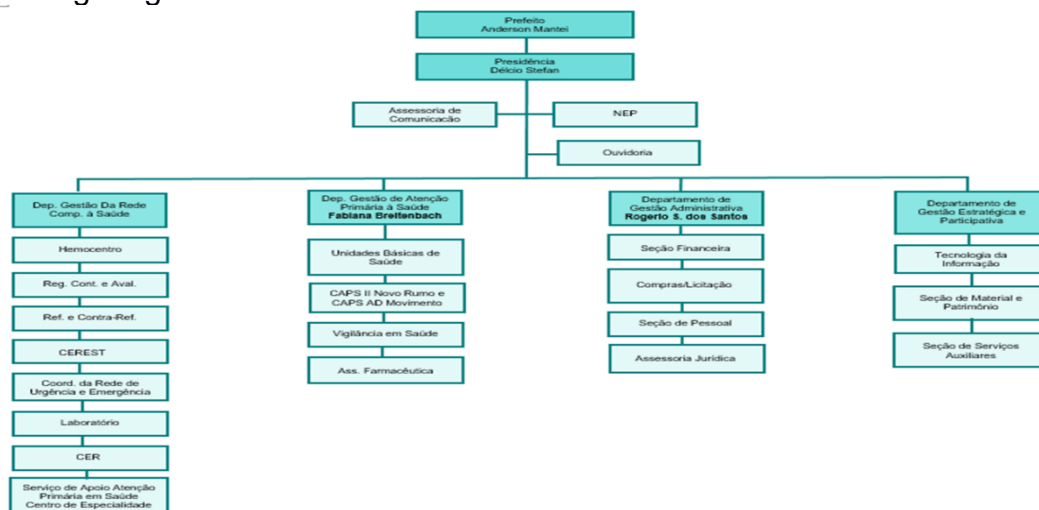 Prefeito
Anderson Mantei
Presidência
Délcio Stefan
Assessoria de
Comunicação
NEP
Ouvidoria
Dep. Gestão Da Rede
Comp. à Saúde
Hemocentro
Reg. Cont. e Aval.
Ref. e Contra-Ref.
CEREST
Coord. da Rede de
Urgência e Emergência
Laboratório
CER
Serviço de Apoio Atenção
Primária em Saúde
Centro de Especialidade
Dep. Gestão de Atenção
Primária à Saúde
Fabiana Breitenbach
Unidades Básicas de
Saúde
CAPS II Novo Rumo e
CAPS AD Movimento
Vigilância em Saúde
Ass. Farmacêutica
Departamento de
Gestão Administrativa
Rogerio S. dos Santos
Seção Financeira
Compras/Licitação
Seção de Pessoal
Assessoria Jurídica
Departamento de
Gestão Estratégica e
Participativa
Tecnologia da
Informação
Seção de Material e
Patrimônio
Seção de Serviços
Auxiliares